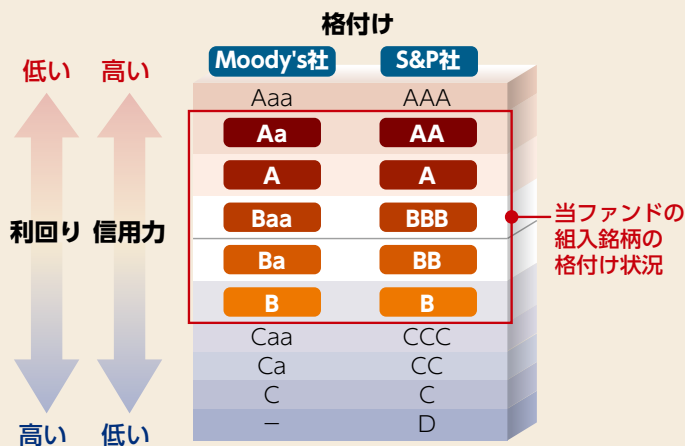 格付け
Moody's社 S&P社
低い 高い
Aaa AAA
Aa AA
A A
Baa BBB
利回り 信用力
当ファンドの
組入銘柄の
格付け状況
Ba BB
B B
Caa CCC
Ca CC
C C
– D
高い 低い